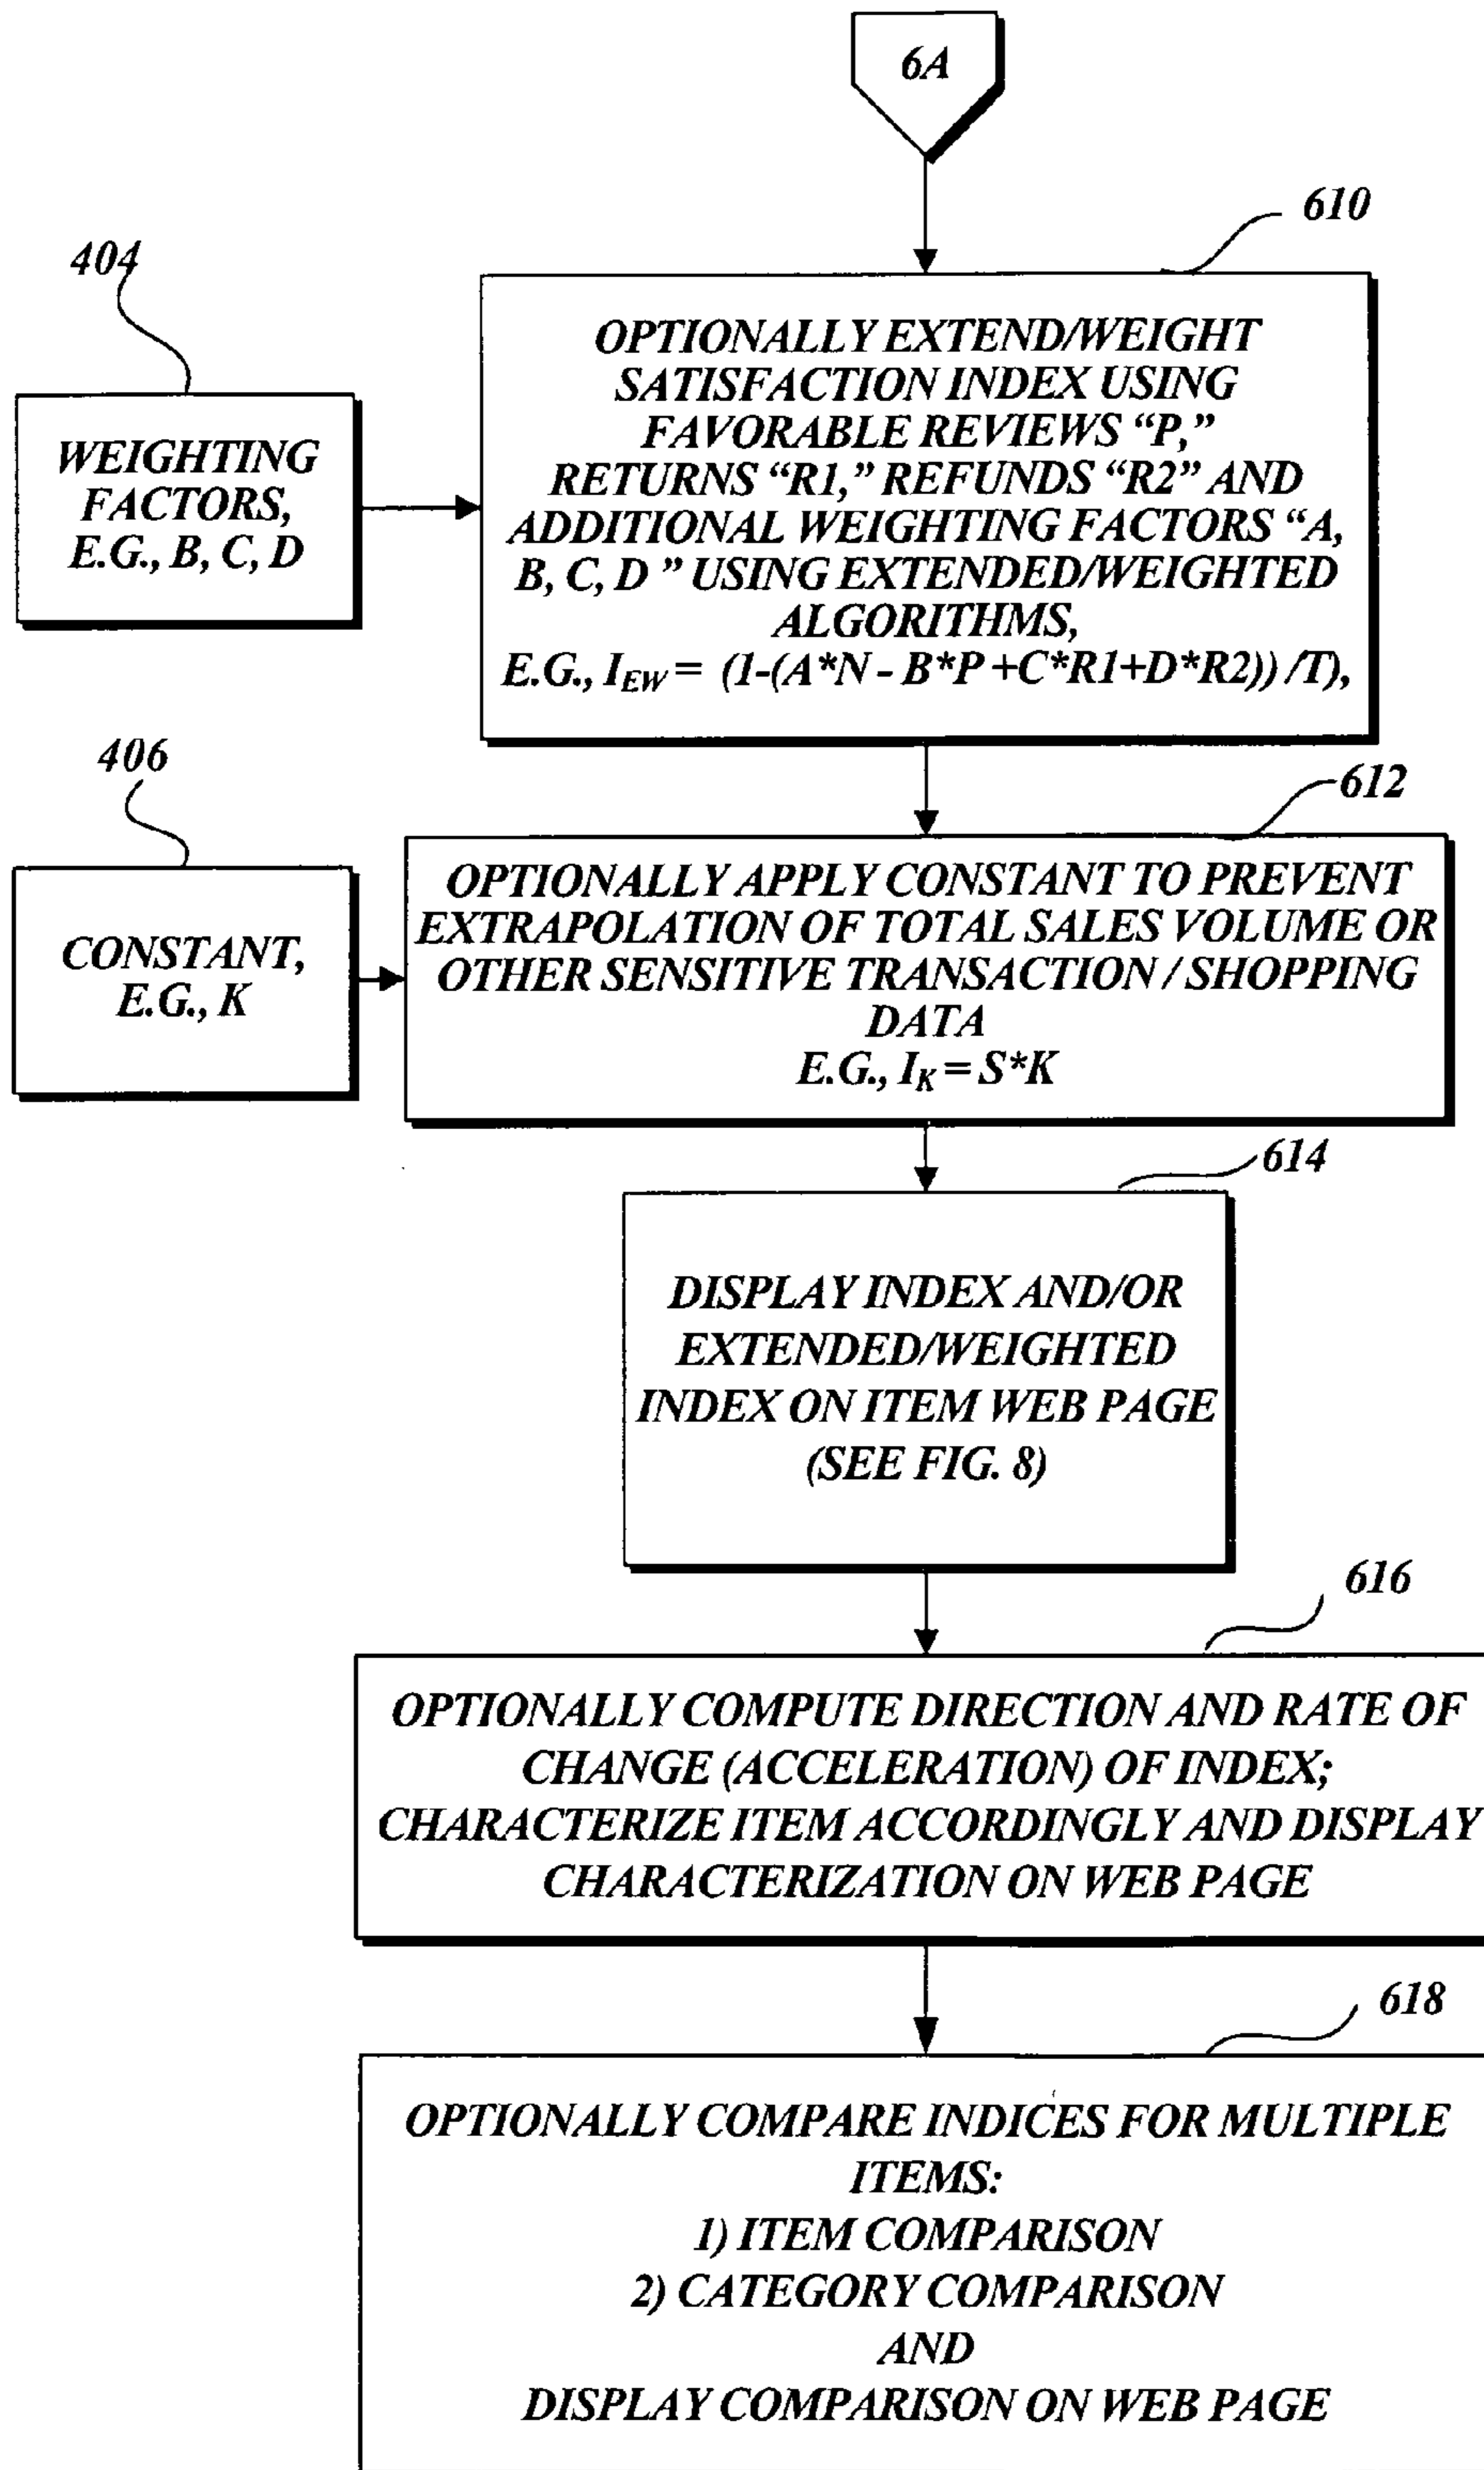 6A
610
404
OPTIONALLY EXTEND/WEIGHT
SATISFACTION INDEX USING
FAVORABLE REVIEWS “P,”
RETURNS “R1,” REFUNDS “R2” AND
ADDITIONAL WEIGHTING FACTORS “A,
B, C, D ” USING EXTENDED/WEIGHTED
ALGORITHMS,
E.G., I_EW = (1-(A*N - B*P +C*R1+D*R2)) /T),
WEIGHTING
FACTORS,
E.G., B, C, D
406
612
OPTIONALLY APPLY CONSTANT TO PREVENT
EXTRAPOLATION OF TOTAL SALES VOLUME OR
OTHER SENSITIVE TRANSACTION / SHOPPING
DATA
E.G., I_K = S*K
CONSTANT,
E.G., K
614
DISPLAY INDEX AND/OR
EXTENDED/WEIGHTED
INDEX ON ITEM WEB PAGE
(SEE FIG. 8)
616
OPTIONALLY COMPUTE DIRECTION AND RATE OF
CHANGE (ACCELERATION) OF INDEX;
CHARACTERIZE ITEM ACCORDINGLY AND DISPLAY
CHARACTERIZATION ON WEB PAGE
618
OPTIONALLY COMPARE INDICES FOR MULTIPLE
ITEMS:
1) ITEM COMPARISON
2) CATEGORY COMPARISON
AND
DISPLAY COMPARISON ON WEB PAGE